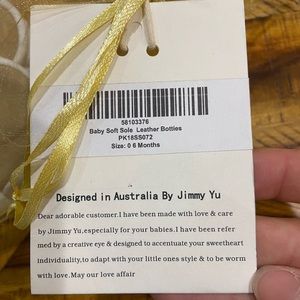 58103376
Baby Soft Sole Leather Botties
PK18SS072
Size: 0 6 Months
Designed in Australia By Jimmy Yu
Dear adorable customer.I have been made with love & care
by Jimmy Yu,especially for your babies.I have been refer
med by a creative eye & designed to accentuate your sweetheart
individuality,to adapt with your little ones style & to be worm
with love.May our love affair